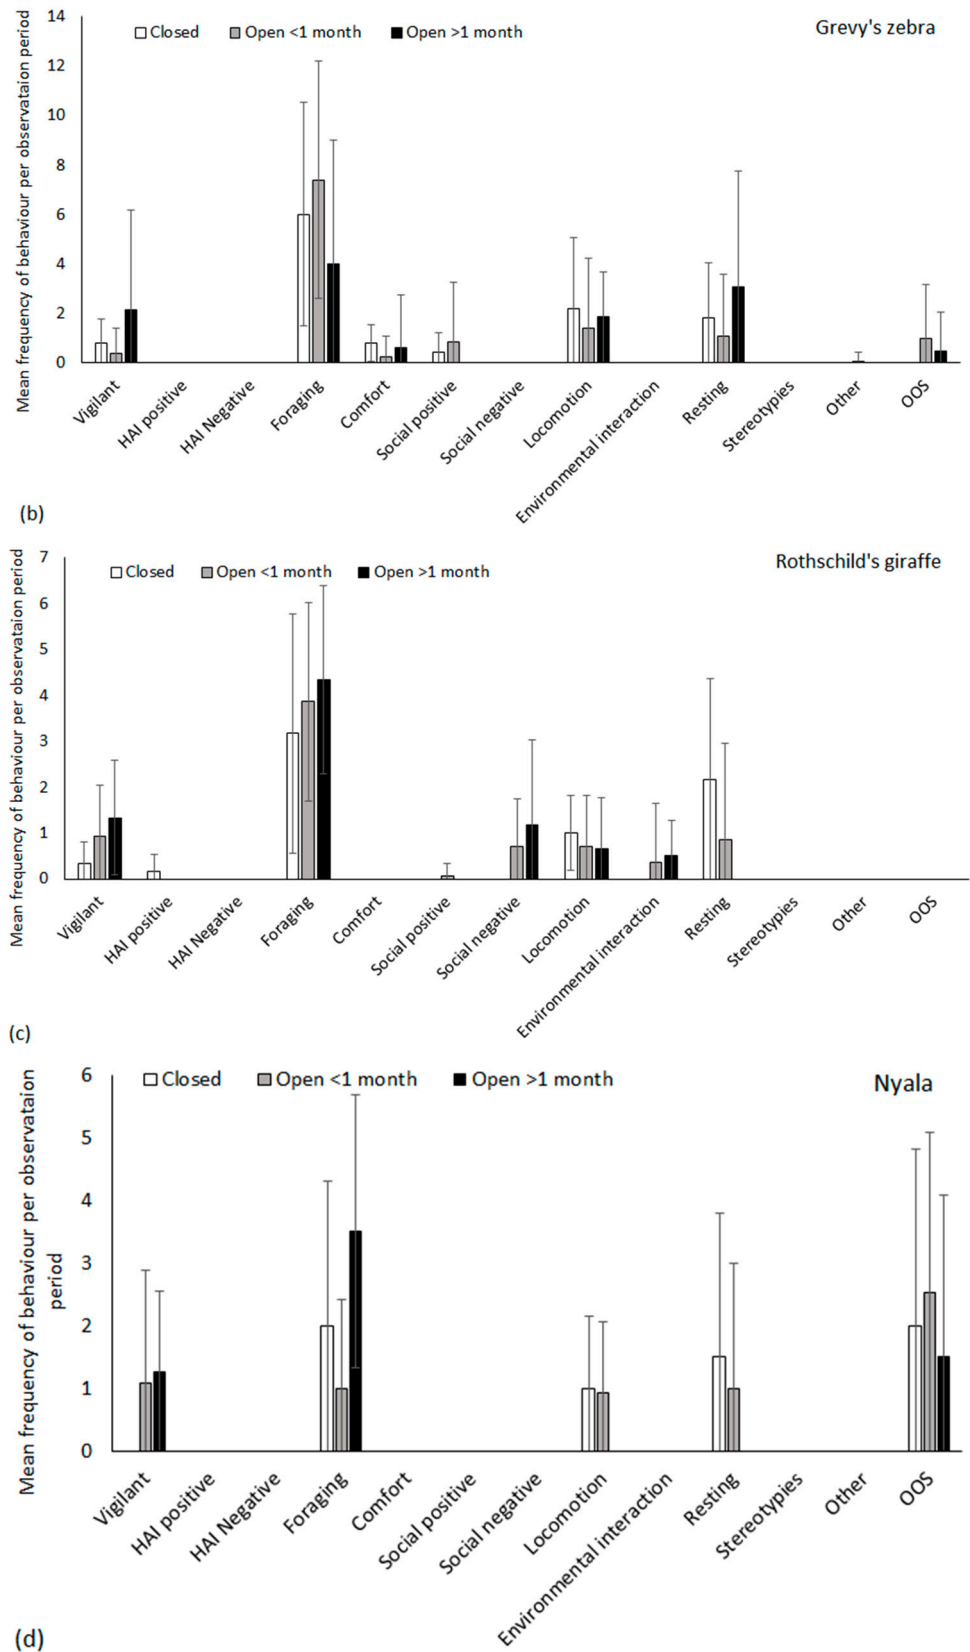 Grevy's zebra
Closed Open <1 month Open >1 month
Mean frequency of behaviour per observataion period
14
12
10
8
6
4
2
0
Vigilant
HAI positive
HAI Negative
Foraging
Comfort
Social positive
Social negative
Locomotion
Environmental interaction
Resting
Stereotypies
Other
OOS
(b)
Rothschild's giraffe
Closed Open <1 month Open >1 month
Mean frequency of behaviour per observataion period
7
6
5
4
3
2
1
0
Vigilant
HAI positive
HAI Negative
Foraging
Comfort
Social positive
Social negative
Locomotion
Environmental interaction
Resting
Stereotypies
Other
OOS
(c)
Nyala
Closed Open <1 month Open >1 month
Mean frequency of behaviour per observataion
period
6
5
4
3
2
1
0
Vigilant
HAI positive
HAI Negative
Foraging
Comfort
Social positive
Social negative
Locomotion
Environmental interaction
Resting
Stereotypies
Other
OOS
(d)